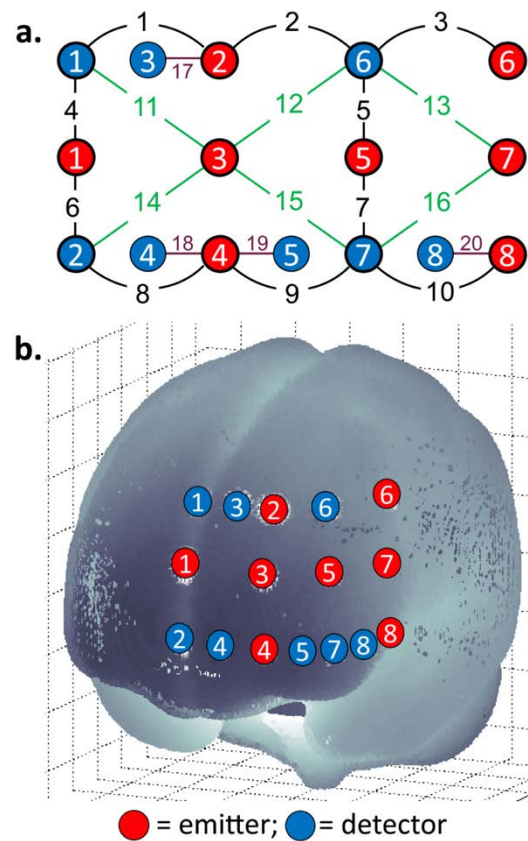 a.
1 2 3
1 3 2 6 6
17
4 11 12 5 13
1 3 5 7
6 14 15 7 16
18 19 20
2 4 4 5 7 8 8
8 9 10
b.
1 3 2 6 6
1 3 5 7
2 4 4 5 7 8 8
= emitter; = detector